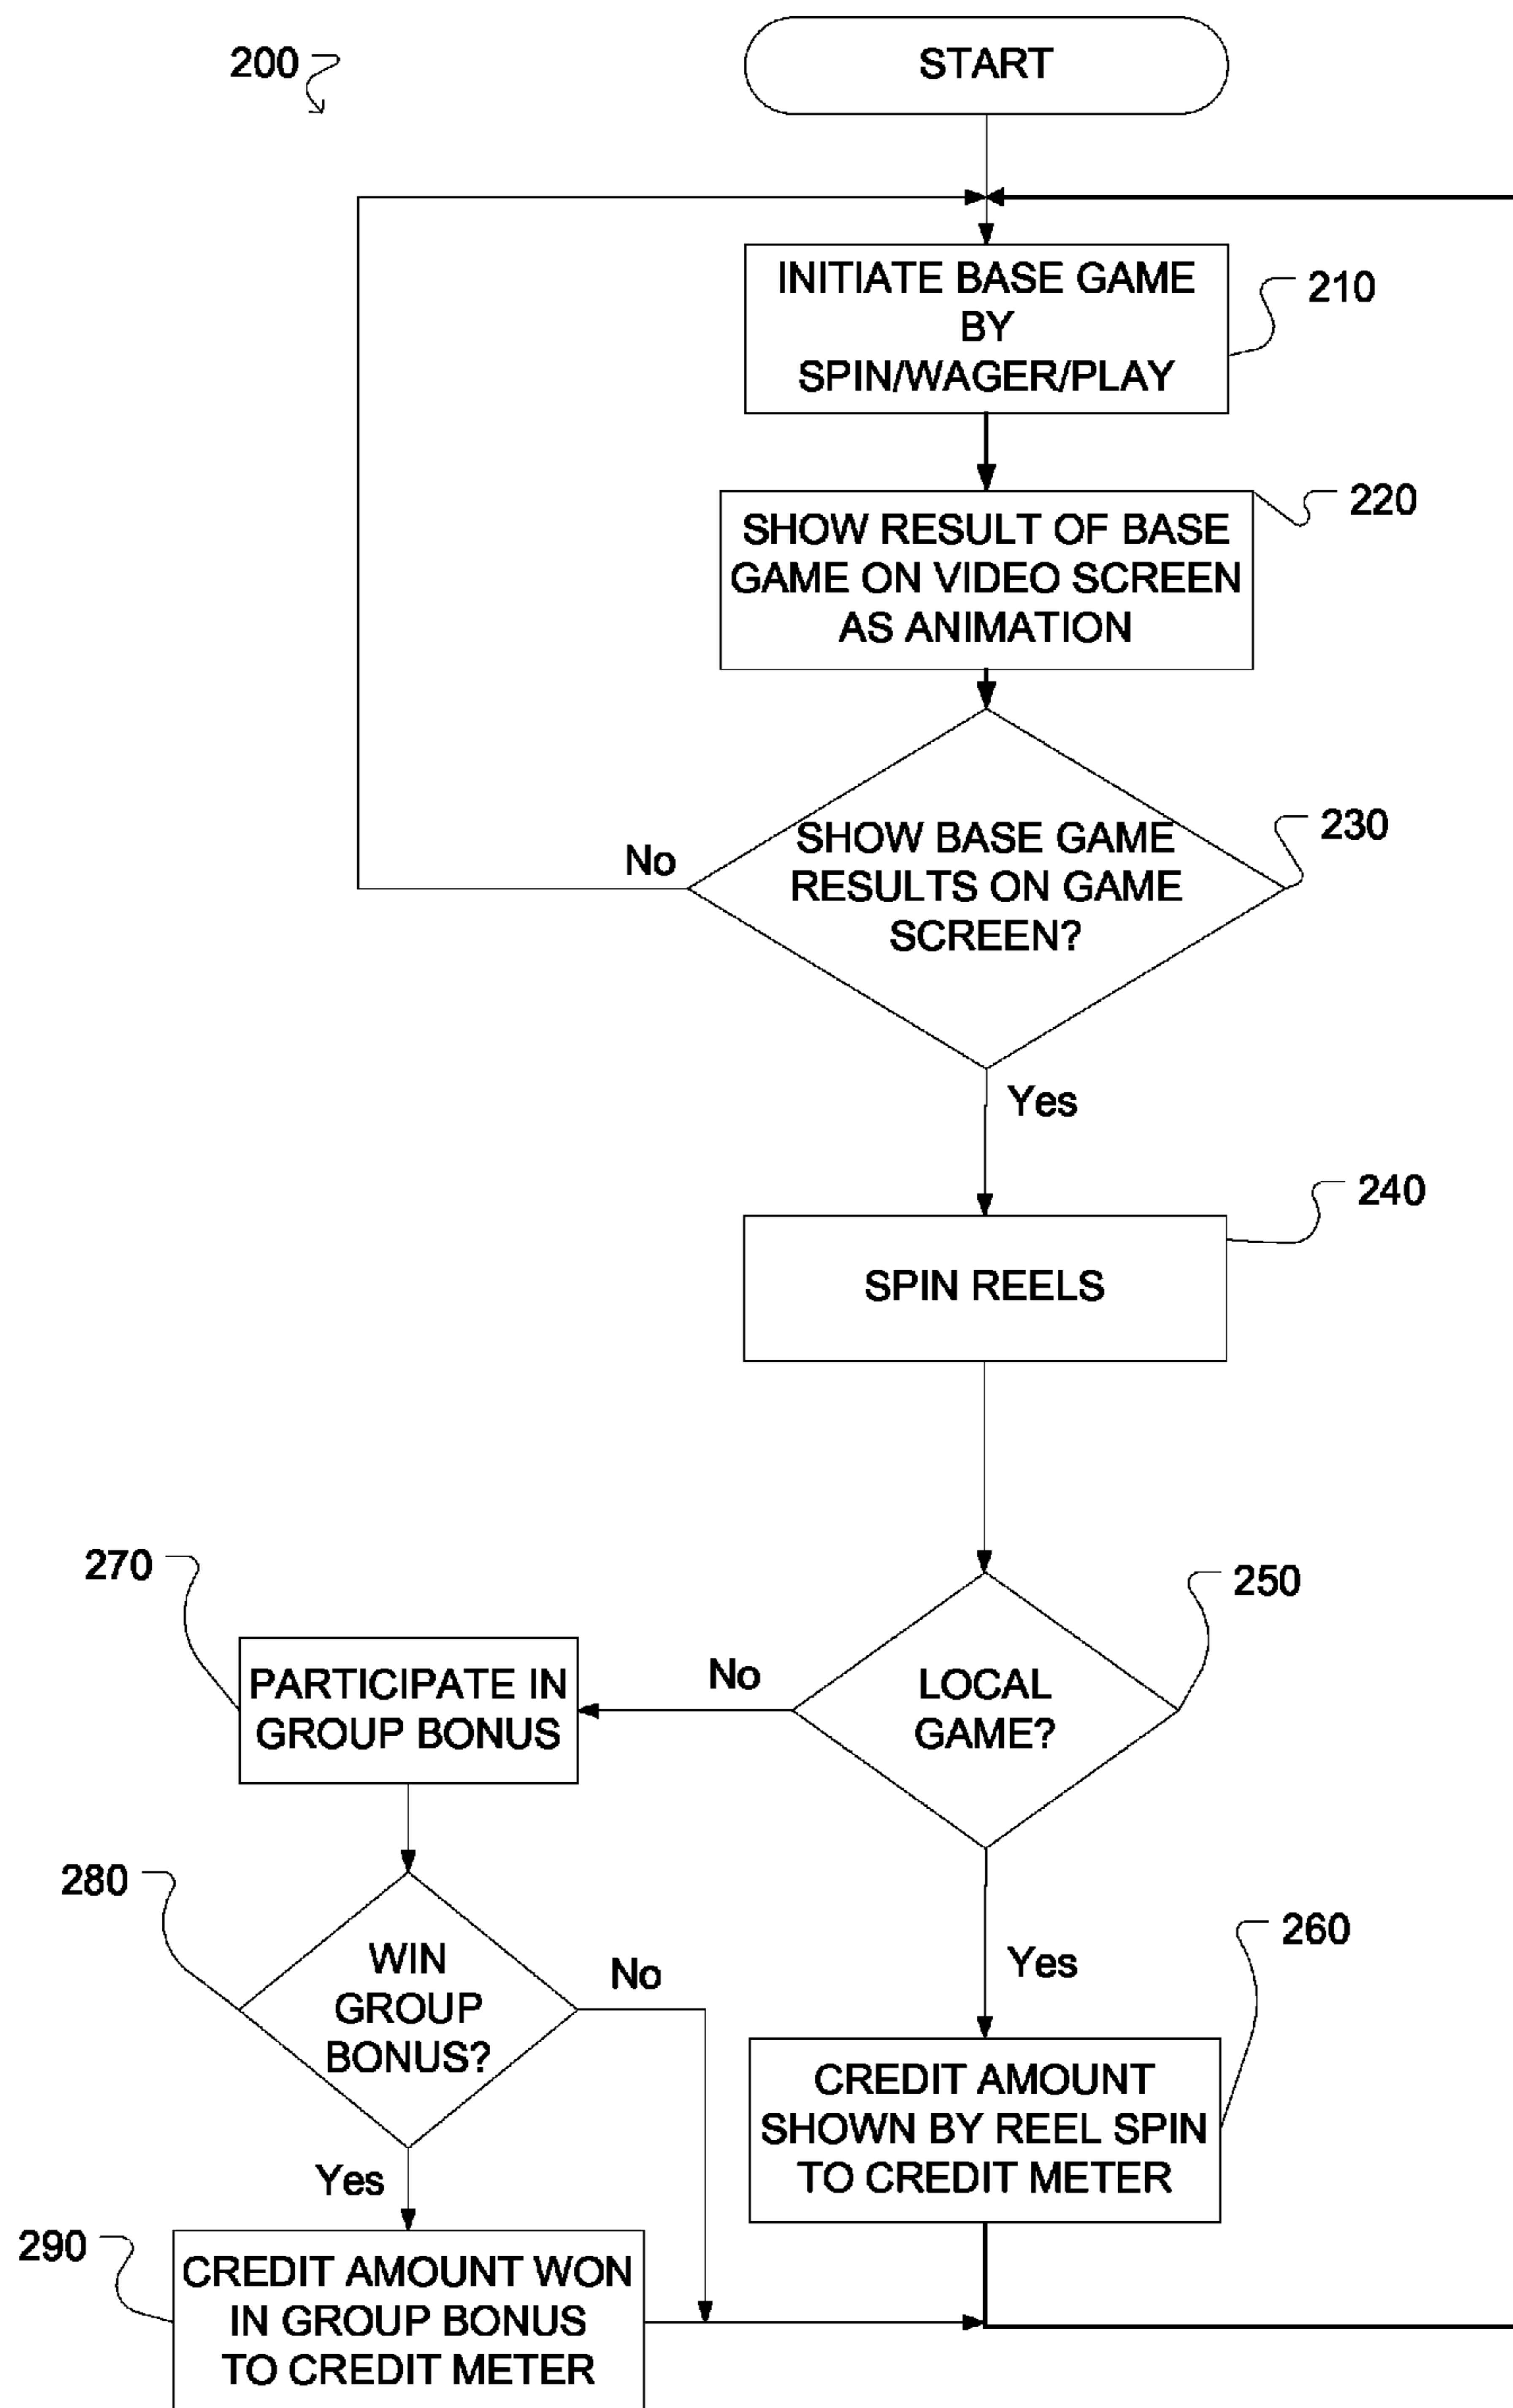 200
START
INITIATE BASE GAME
BY
SPIN/WAGER/PLAY
210
SHOW RESULT OF BASE
GAME ON VIDEO SCREEN
AS ANIMATION
220
SHOW BASE GAME
RESULTS ON GAME
SCREEN?
230
No
Yes
SPIN REELS
240
LOCAL
GAME?
250
No
Yes
270
PARTICIPATE IN
GROUP BONUS
280
WIN
GROUP
BONUS?
No
Yes
260
CREDIT AMOUNT
SHOWN BY REEL SPIN
TO CREDIT METER
290
CREDIT AMOUNT WON
IN GROUP BONUS
TO CREDIT METER